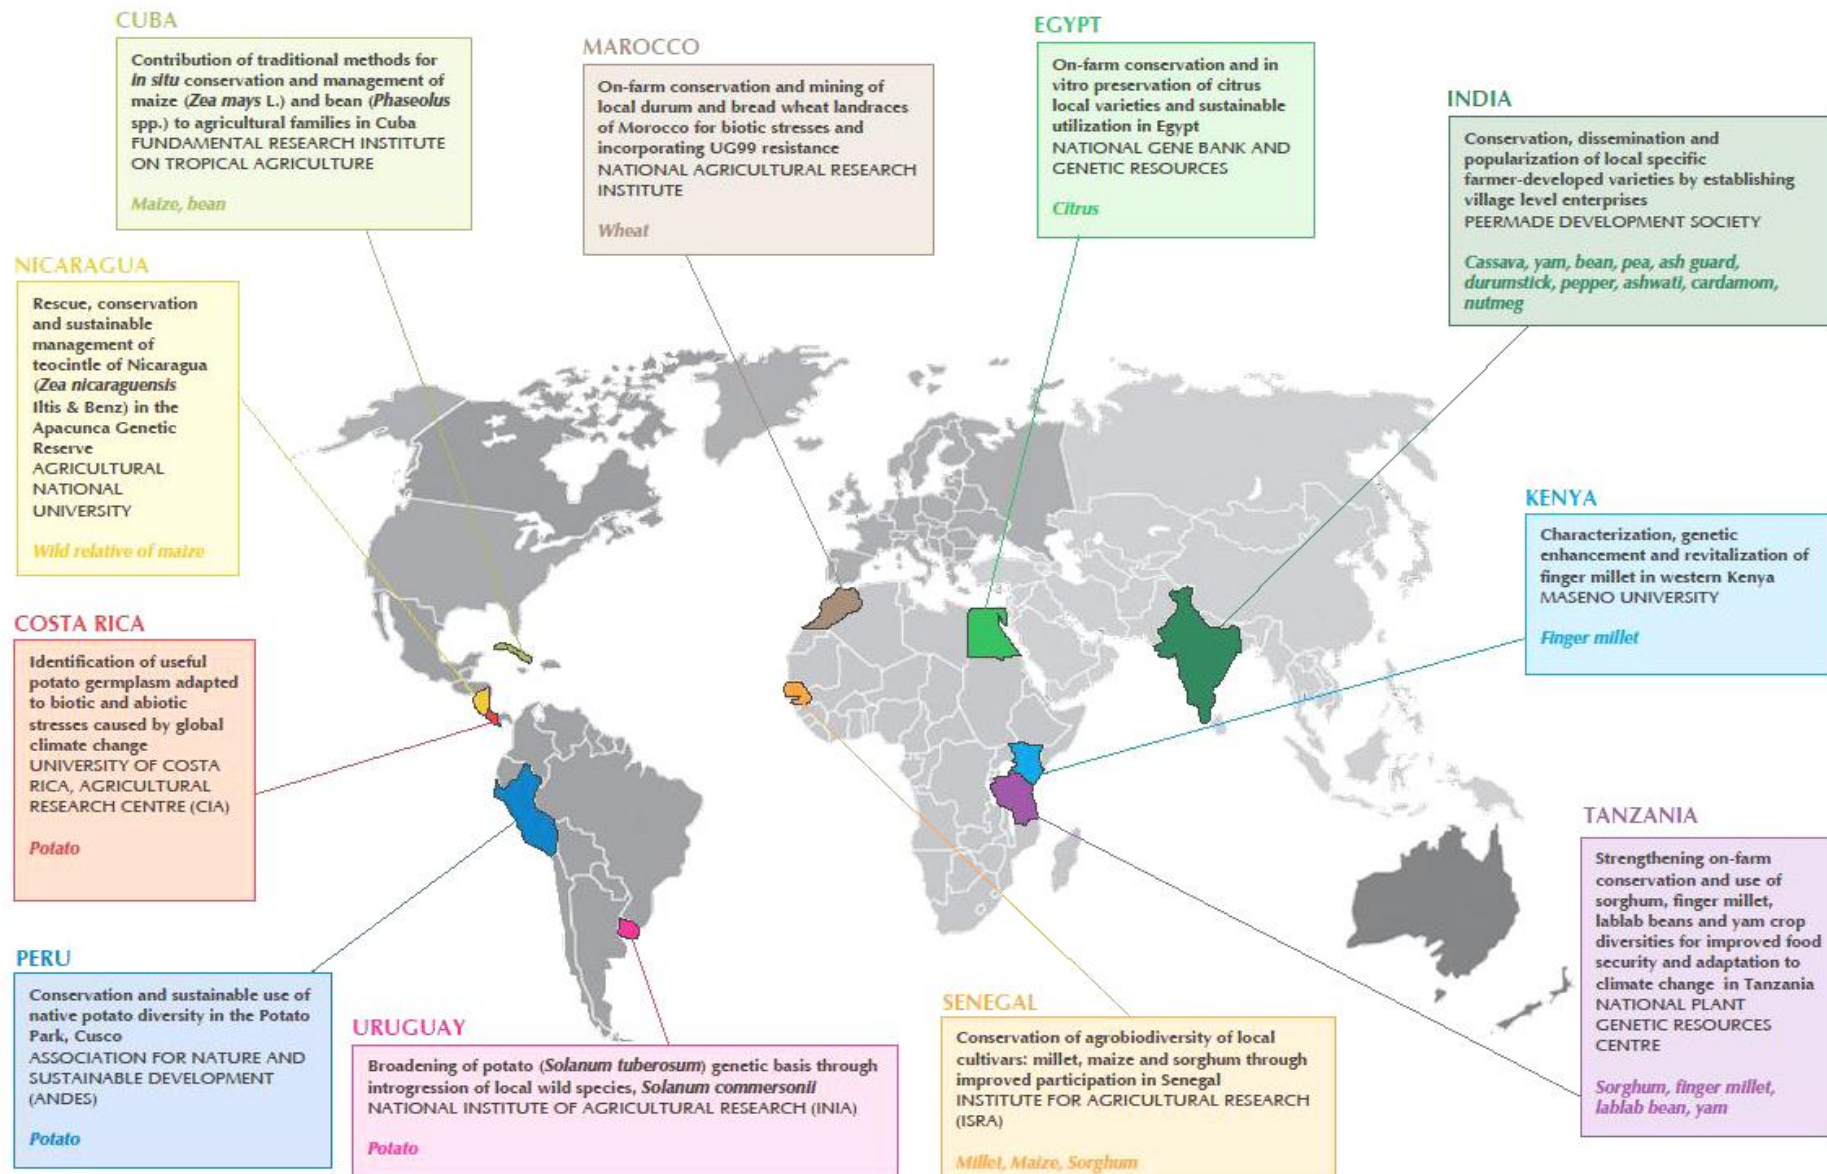 CUBA
Contribution of traditional methods for
in situ conservation and management of
maize (Zea mays L.) and bean (Phaseolus
spp.) to agricultural families in Cuba
FUNDAMENTAL RESEARCH INSTITUTE
ON TROPICAL AGRICULTURE
Maize, bean
MAROCCO
On-farm conservation and mining of
local durum and bread wheat landraces
of Morocco for biotic stresses and
incorporating UG99 resistance
NATIONAL AGRICULTURAL RESEARCH
INSTITUTE
Wheat
EGYPT
On-farm conservation and in
vitro preservation of citrus
local varieties and sustainable
utilization in Egypt
NATIONAL GENE BANK AND
GENETIC RESOURCES
Citrus
INDIA
Conservation, dissemination and
popularization of local specific
farmer-developed varieties by establishing
village level enterprises
PEERMADE DEVELOPMENT SOCIETY
Cassava, yam, bean, pea, ash guard,
durumstick, pepper, ashwati, cardamom,
nutmeg
NICARAGUA
Rescue, conservation
and sustainable
management of
teocintle of Nicaragua
(Zea nicaraguensis
Iltis & Benz) in the
Apacunca Genetic
Reserve
AGRICULTURAL
NATIONAL
UNIVERSITY
Wild relative of maize
KENYA
Characterization, genetic
enhancement and revitalization of
finger millet in western Kenya
MASENO UNIVERSITY
Finger millet
COSTA RICA
Identification of useful
potato germplasm adapted
to biotic and abiotic
stresses caused by global
climate change
UNIVERSITY OF COSTA
RICA, AGRICULTURAL
RESEARCH CENTRE (CIA)
Potato
TANZANIA
Strengthening on-farm
conservation and use of
sorghum, finger millet,
lablab beans and yam crop
diversities for improved food
security and adaptation to
climate change in Tanzania
NATIONAL PLANT
GENETIC RESOURCES
CENTRE
Sorghum, finger millet,
lablab bean, yam
PERU
Conservation and sustainable use of
native potato diversity in the Potato
Park, Cusco
ASSOCIATION FOR NATURE AND
SUSTAINABLE DEVELOPMENT
(ANDES)
Potato
URUGUAY
Broadening of potato (Solanum tuberosum) genetic basis through
introgression of local wild species, Solanum commersonii
NATIONAL INSTITUTE OF AGRICULTURAL RESEARCH (INIA)
Potato
SENEGAL
Conservation of agrobiodiversity of local
cultivars: millet, maize and sorghum through
improved participation in Senegal
INSTITUTE FOR AGRICULTURAL RESEARCH
(ISRA)
Millet, Maize, Sorghum